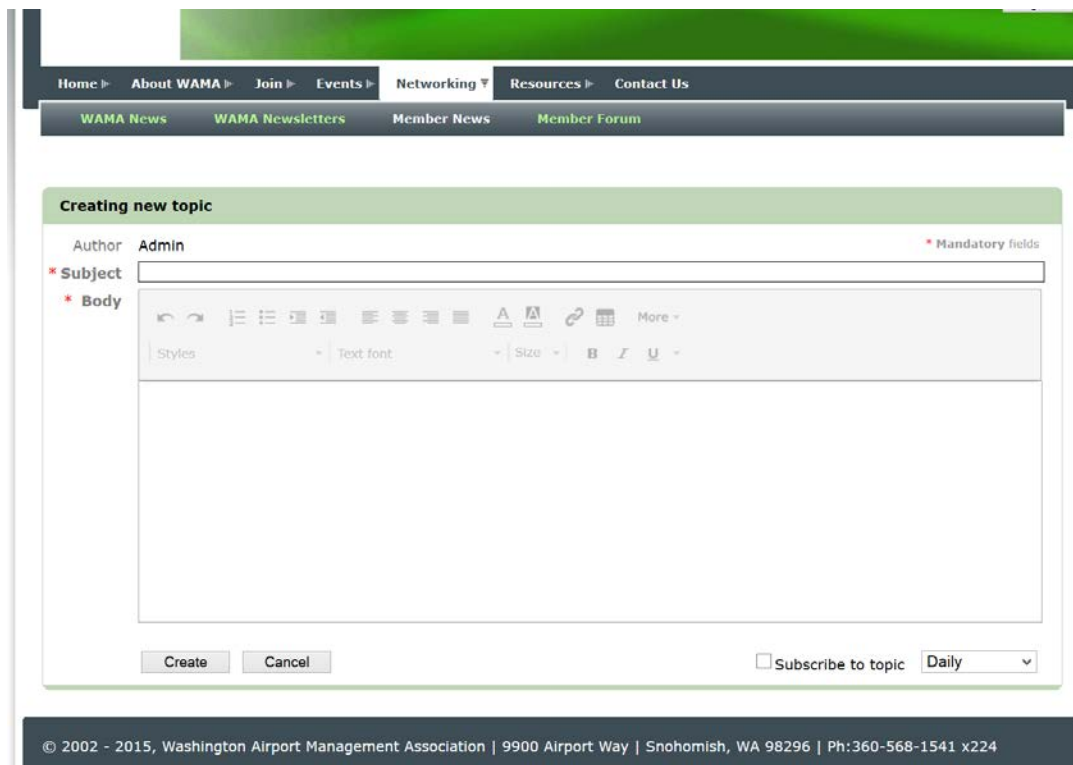 Home About WAMA Join Events Networking Resources Contact Us
WAMA News WAMA Newsletters Member News Member Forum
Creating new topic
Author Admin * Mandatory fields
* Subject
* Body
A A More
Styles Text font Size B I U
Create Cancel Subscribe to topic Daily
© 2002 - 2015, Washington Airport Management Association | 9900 Airport Way | Snohomish, WA 98296 | Ph:360-568-1541 x224